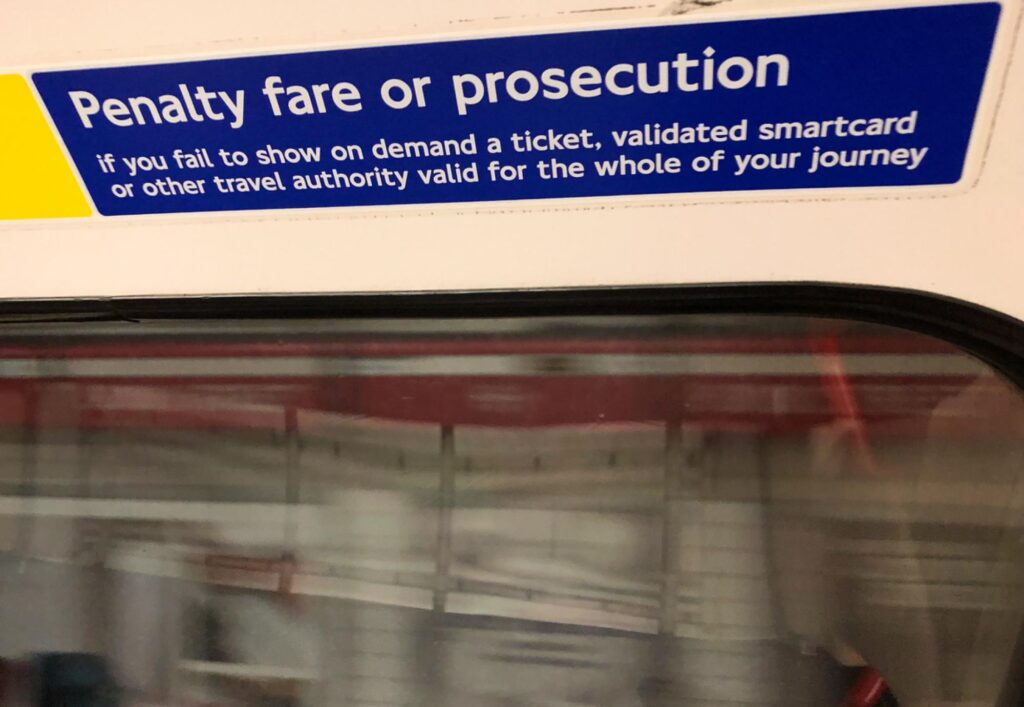 Penalty fare or prosecution
if you fail to show on demand a ticket, validated smartcard
or other travel authority valid for the whole of your journey